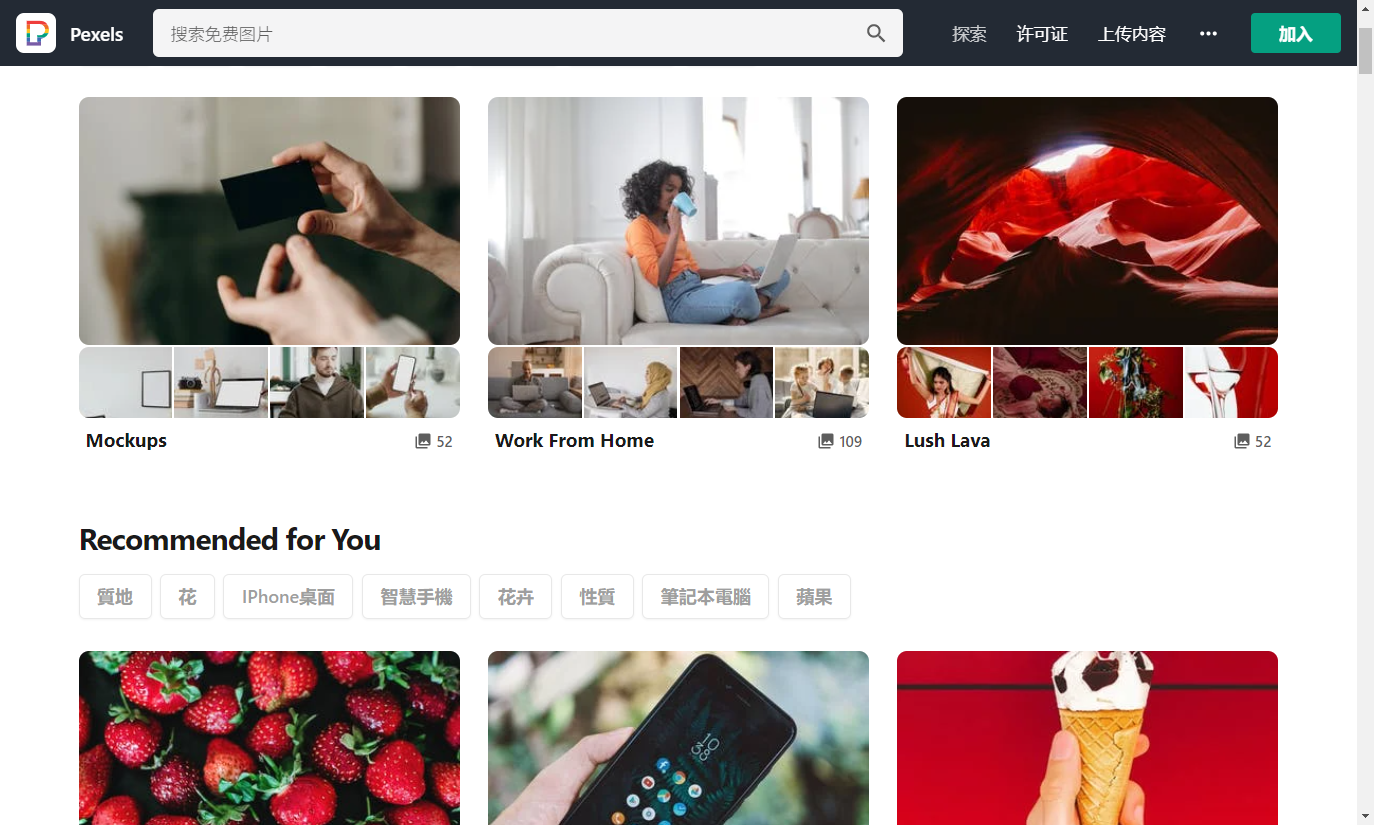 Pexels 搜索免费图片 探索 许可证 上传内容 ••• 加入
Mockups 52 Work From Home 109 Lush Lava 52
Recommended for You
質地 花 IPhone桌面 智慧手機 花卉 性質 筆記本電腦 蘋果